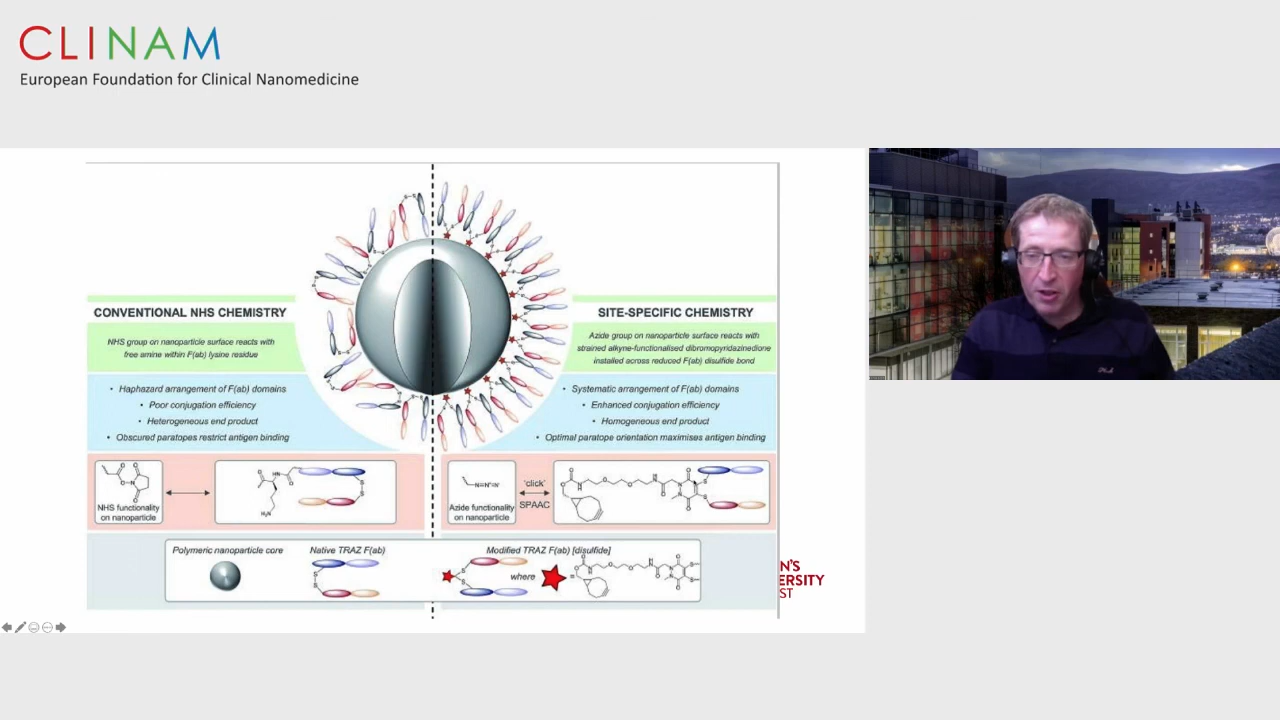 CLINAM
European Foundation for Clinical Nanomedicine
CONVENTIONAL NHS CHEMISTRY
NHS group on nanoparticle surface reacts with
free amine within F(ab) lysine residue
• Haphazard arrangement of F(ab) domains
• Poor conjugation efficiency
• Heterogeneous end product
• Obscured paratopes restrict antigen binding
SITE-SPECIFIC CHEMISTRY
Azide group on nanoparticle surface reacts with
strained alkyne-functionalised dibromopyridazinedione
installed across reduced F(ab) disulfide bond
• Systematic arrangement of F(ab) domains
• Enhanced conjugation efficiency
• Homogeneous end product
• Optimal paratope orientation maximises antigen binding
NHS functionality
on nanoparticle
Azide functionality
on nanoparticle
'click'
SPAAC
Polymeric nanoparticle core
Native TRAZ F(ab)
Modified TRAZ F(ab) [disulfide]
where
=
N'S
ERSITY
ST